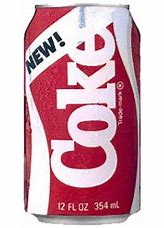 NEW!
Coke
Trade-mark ®
12 FL OZ 354 mL